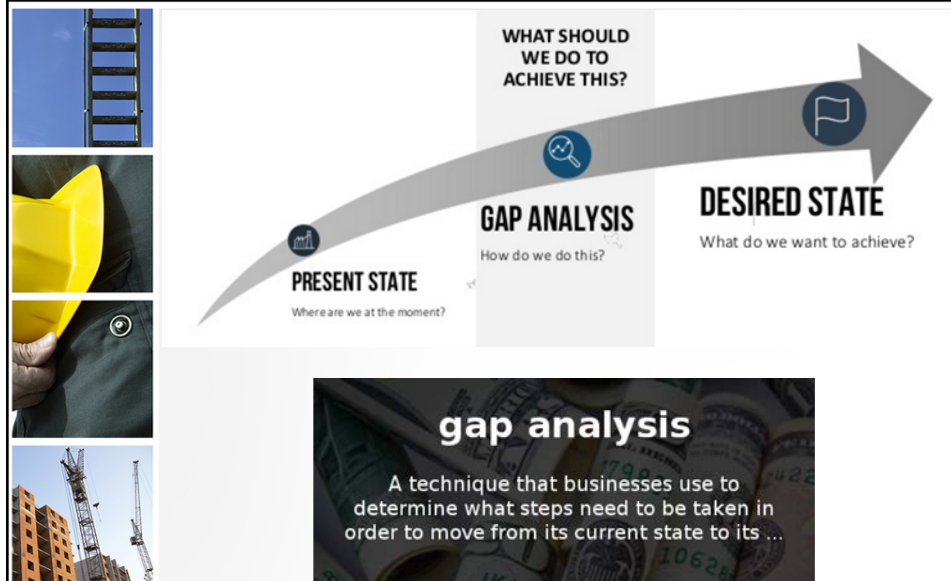 WHAT SHOULD
WE DO TO
ACHIEVE THIS?
PRESENT STATE
Where are we at the moment?
GAP ANALYSIS
How do we do this?
DESIRED STATE
What do we want to achieve?
gap analysis
A technique that businesses use to
determine what steps need to be taken in
order to move from its current state to its ...